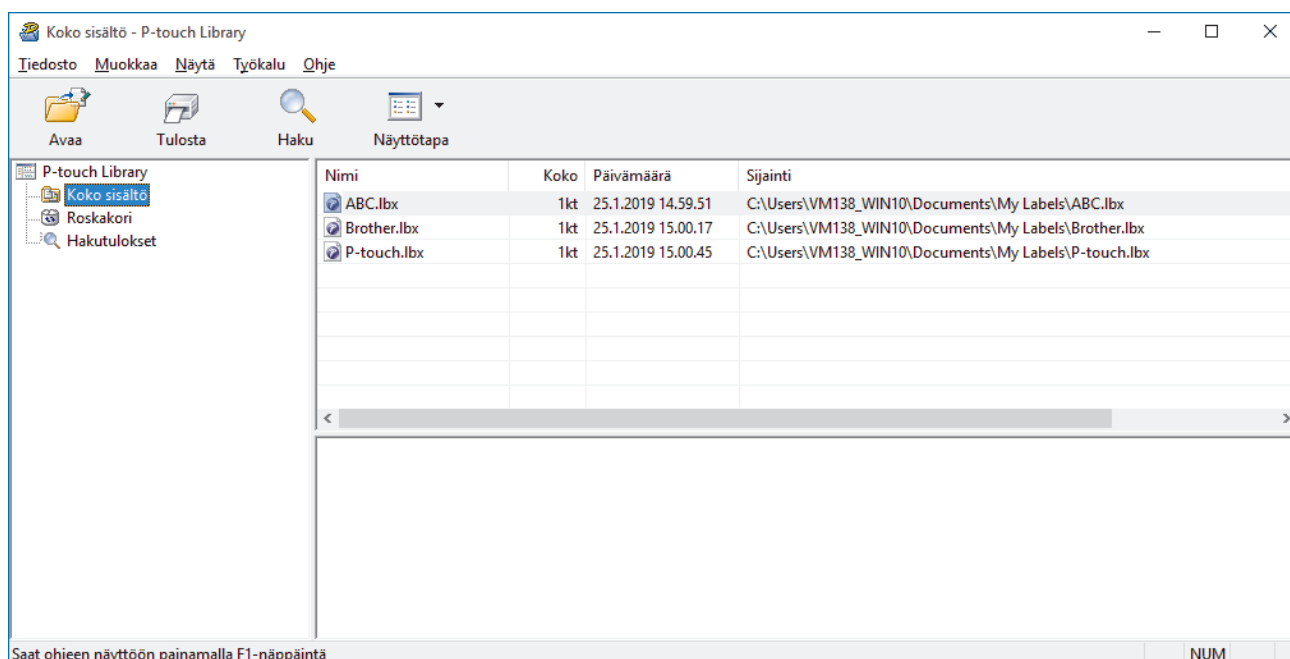 Koko sisältö - P-touch Library
Tiedosto Muokkaa Näytä Työkalu Ohje
Avaa Tulosta Haku Näyttötapa
P-touch Library
Koko sisältö
Roskakori
Hakutulokset
Nimi Koko Päivämäärä Sijainti
ABC.lbx 1kt 25.1.2019 14.59.51 C:\Users\VM138_WIN10\Documents\My Labels\ABC.lbx
Brother.lbx 1kt 25.1.2019 15.00.17 C:\Users\VM138_WIN10\Documents\My Labels\Brother.lbx
P-touch.lbx 1kt 25.1.2019 15.00.45 C:\Users\VM138_WIN10\Documents\My Labels\P-touch.lbx
Saat ohjeen näyttöön painamalla F1-näppäintä NUM